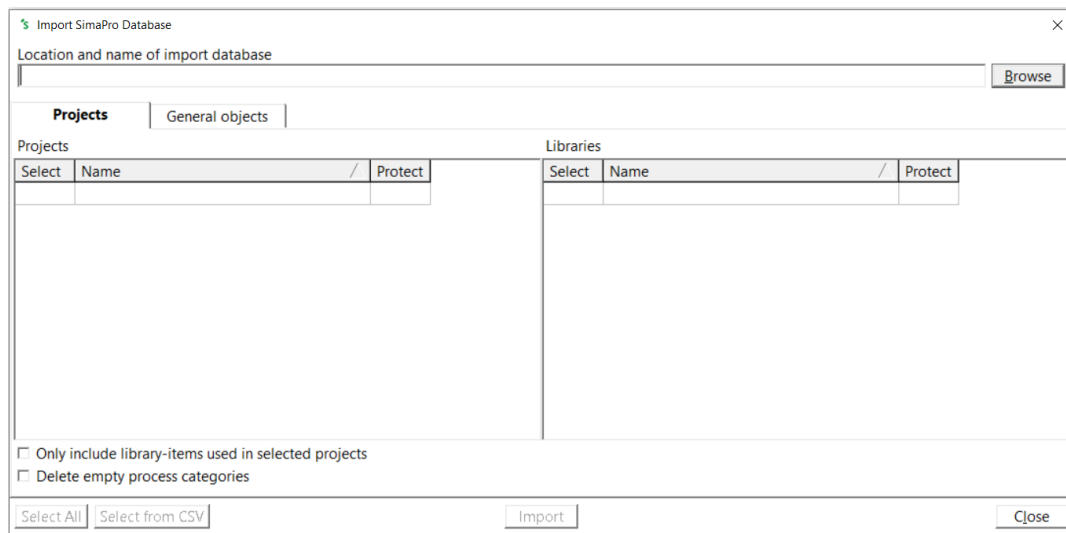 Import SimaPro Database
Location and name of import database
Browse
Projects General objects
Projects Libraries
Select Name Protect Select Name Protect
Only include library-items used in selected projects
Delete empty process categories
Select All Select from CSV Import Close